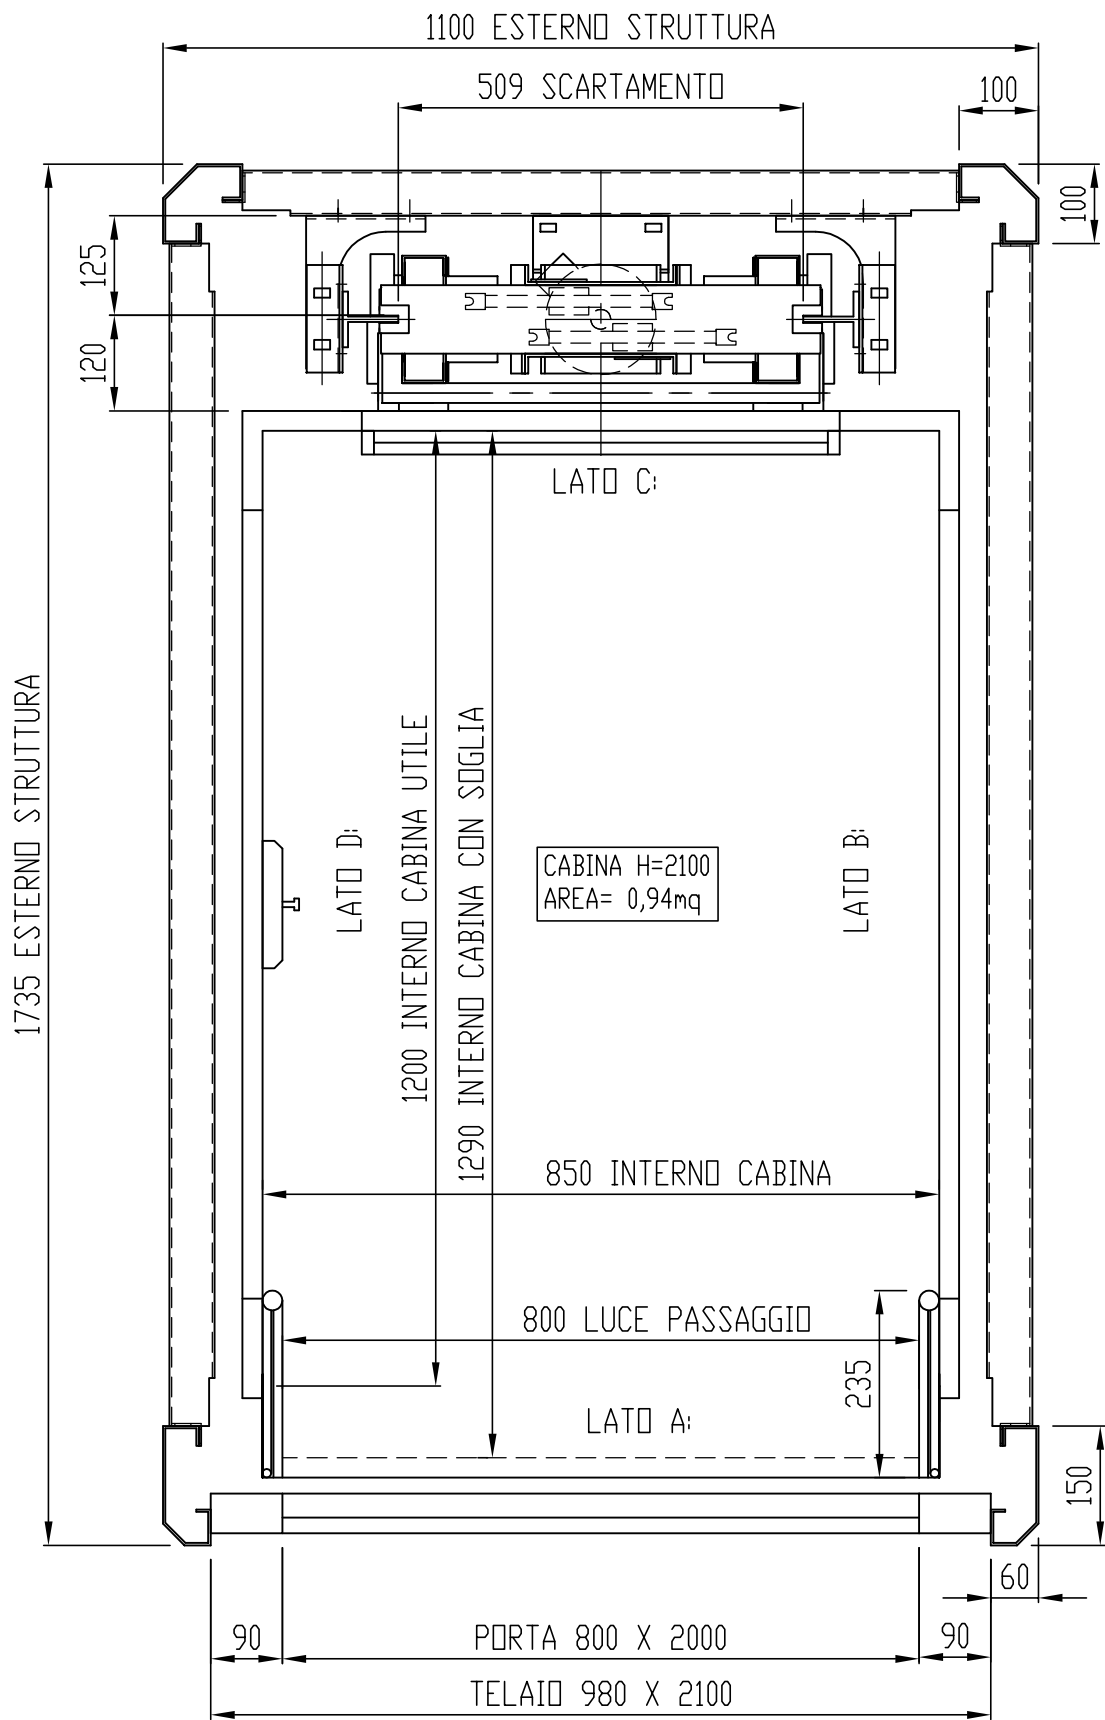 1100 ESTERNO STRUTTURA
509 SCARTAMENTO
100
100
125
120
LATO C:
1735 ESTERNO STRUTTURA
1200 INTERNO CABINA UTILE
1290 INTERNO CABINA CON SOGLIA
LATO D:
CABINA H=2100
AREA= 0,94mq
LATO B:
850 INTERNO CABINA
800 LUCE PASSAGGIO
235
LATO A:
150
60
90
PORTA 800 X 2000
90
TELAIO 980 X 2100